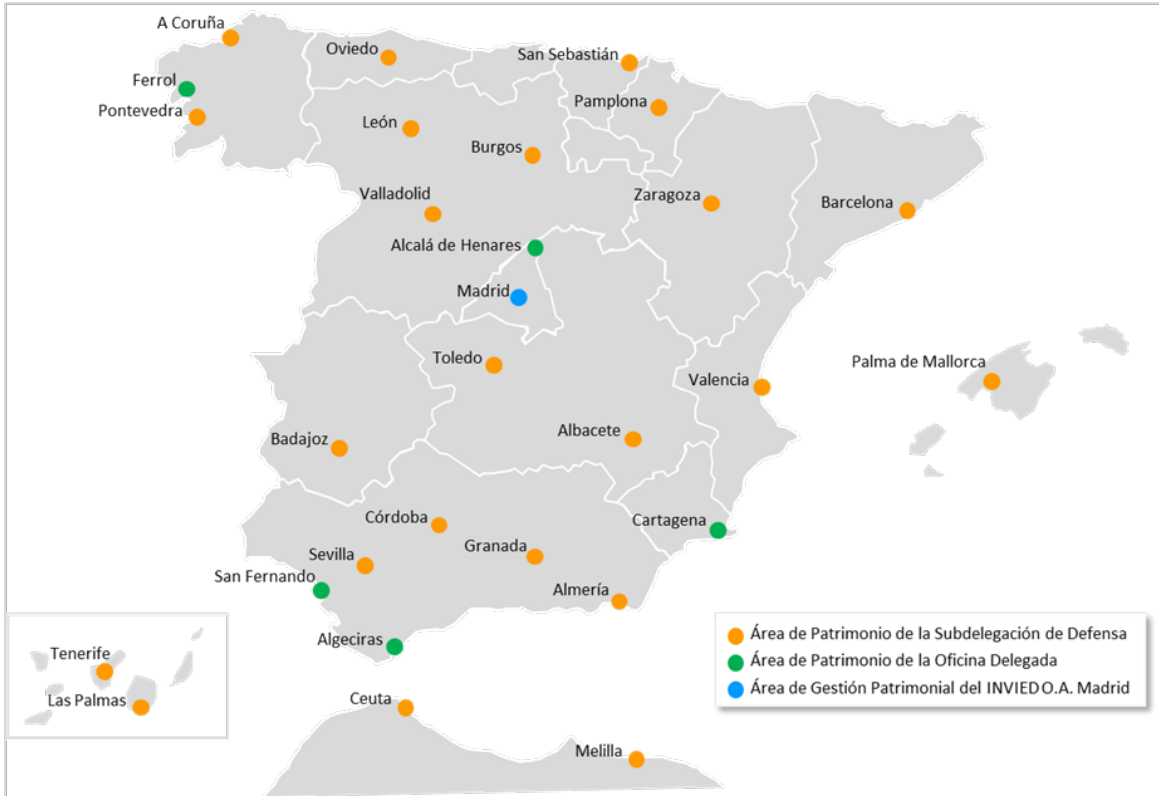 A Coruña
Oviedo
San Sebastián
Ferrol
Pamplona
Pontevedra
León
Burgos
Valladolid
Zaragoza
Barcelona
Alcalá de Henares
Madrid
Toledo
Palma de Mallorca
Valencia
Badajoz
Albacete
Córdoba
Cartagena
Granada
Sevilla
San Fernando
Almería
Algeciras
Área de Patrimonio de la Subdelegación de Defensa
Área de Patrimonio de la Oficina Delegada
Área de Gestión Patrimonial del INVIED O.A. Madrid
Tenerife
Las Palmas
Ceuta
Melilla